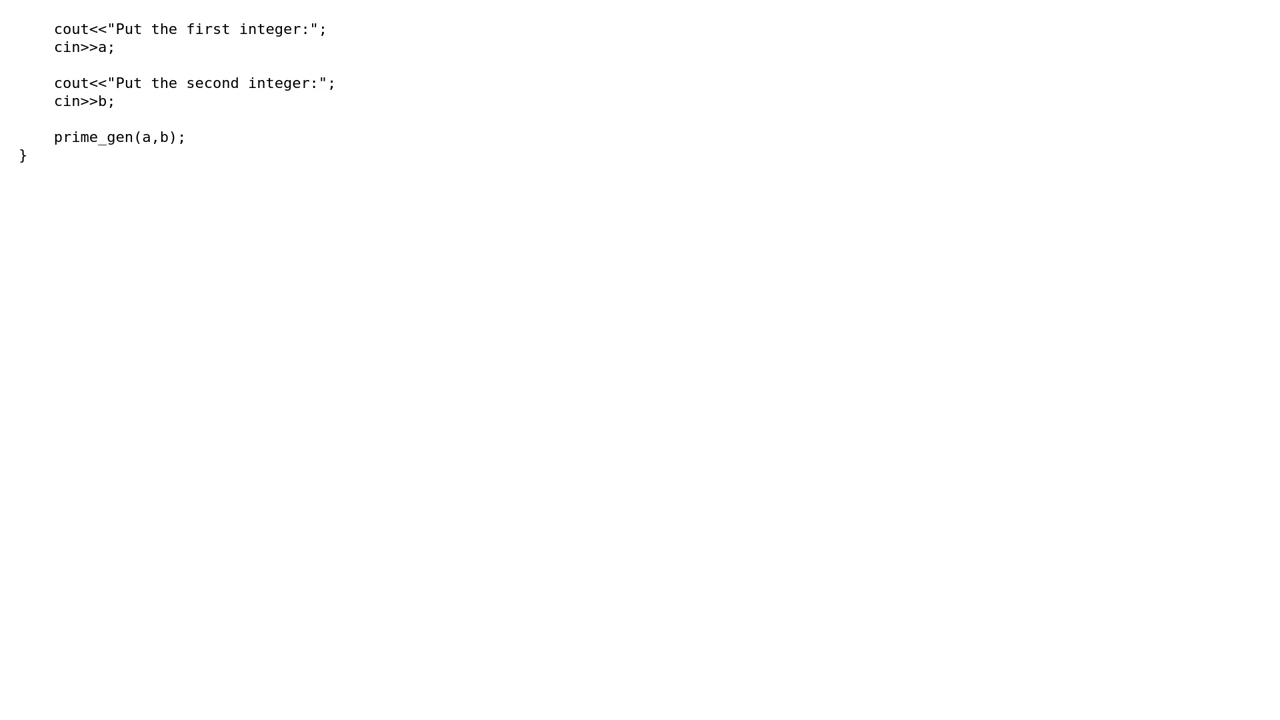 cout<<"Put the first integer:";
cin>>a;
cout<<"Put the second integer:";
cin>>b;
prime_gen(a,b);
}